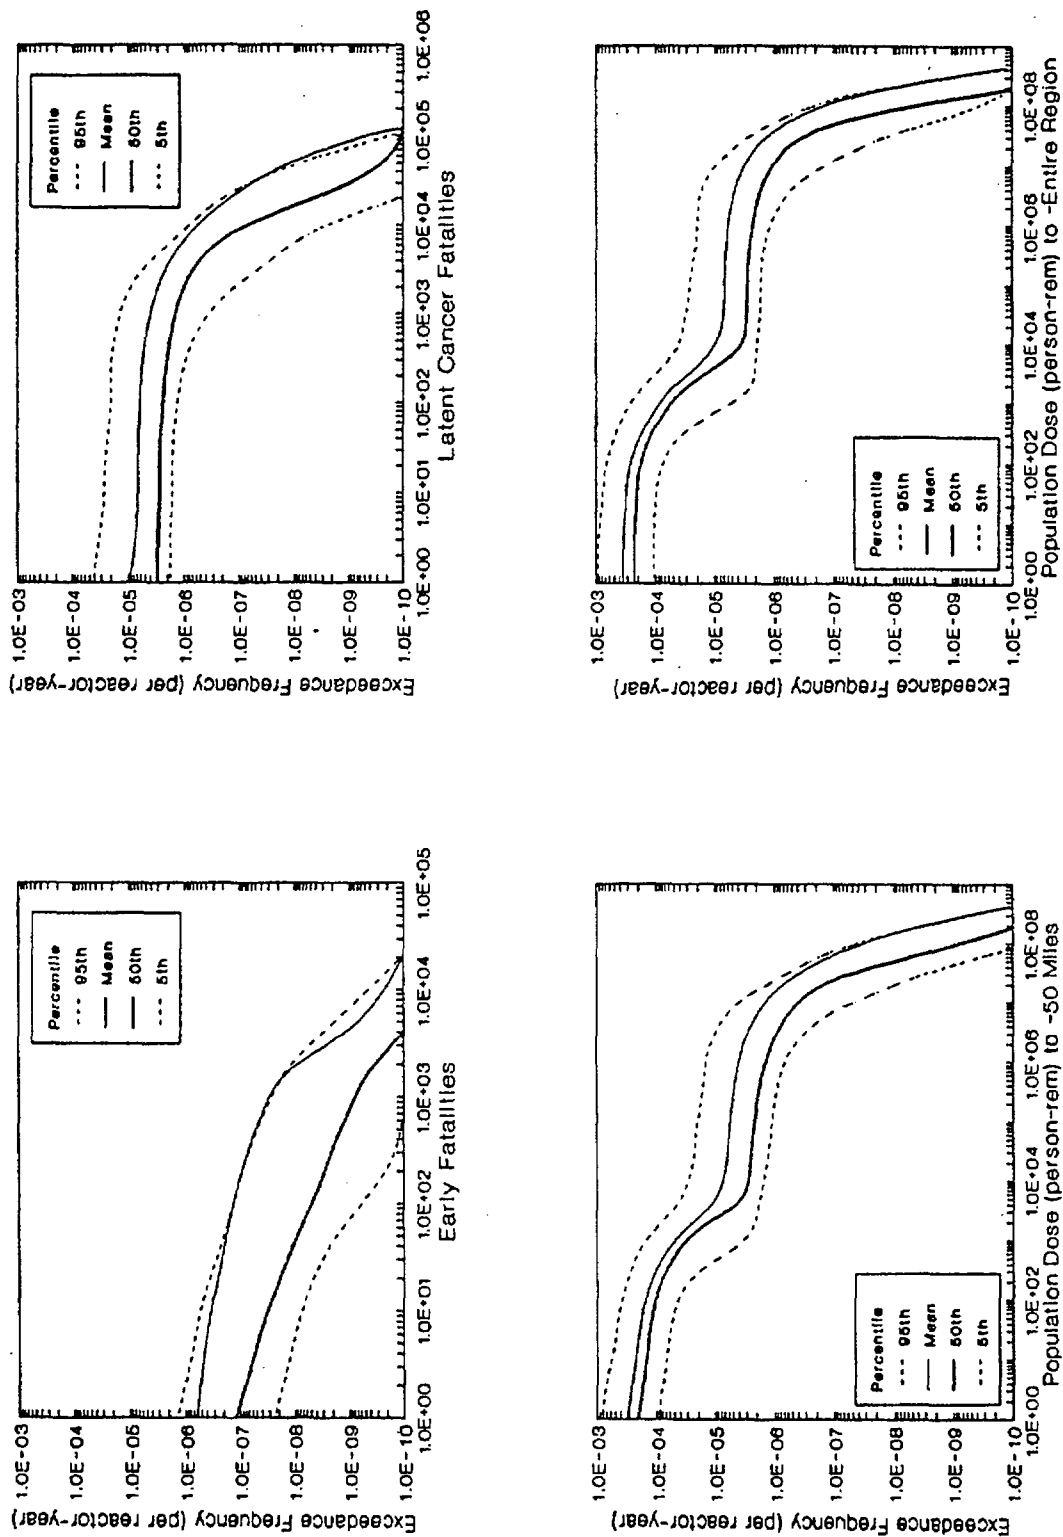 Exceedance Frequency (per reactor-year)
1.0E-03
1.0E-04
1.0E-05
1.0E-06
1.0E-07
1.0E-08
1.0E-09
1.0E-10
Percentile
95th
Mean
50th
5th
1.0E+00
1.0E+01
1.0E+02
1.0E+03
1.0E+04
1.0E+05
Early Fatalities
Exceedance Frequency (per reactor-year)
1.0E-03
1.0E-04
1.0E-05
1.0E-06
1.0E-07
1.0E-08
1.0E-09
1.0E-10
Percentile
95th
Mean
50th
5th
1.0E+00
1.0E+01
1.0E+02
1.0E+03
1.0E+04
1.0E+05
1.0E+06
Latent Cancer Fatalities
Exceedance Frequency (per reactor-year)
1.0E-03
1.0E-04
1.0E-05
1.0E-06
1.0E-07
1.0E-08
1.0E-09
1.0E-10
Percentile
95th
Mean
50th
5th
1.0E+00
1.0E+02
1.0E+04
1.0E+06
1.0E+08
Population Dose (person-rem) to -50 Miles
Exceedance Frequency (per reactor-year)
1.0E-03
1.0E-04
1.0E-05
1.0E-06
1.0E-07
1.0E-08
1.0E-09
1.0E-10
Percentile
95th
Mean
50th
5th
1.0E+00
1.0E+02
1.0E+04
1.0E+06
1.0E+08
Population Dose (person-rem) to -Entire Region